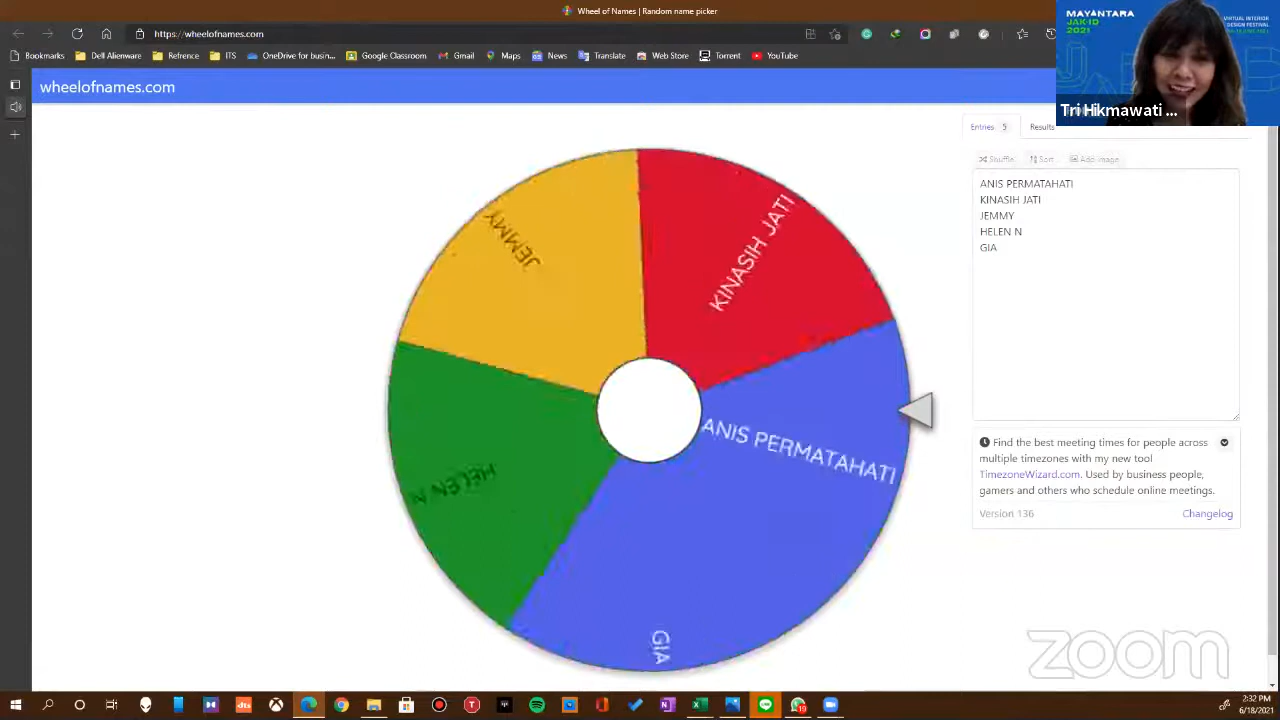 Wheel of Names | Random name picker
https://wheelofnames.com
Bookmarks Dell Alienware Refrence ITS OneDrive for busin... Google Classroom Gmail Maps News Translate Web Store Torrent YouTube
wheelofnames.com
MAYANTARA
JAK-ID
2021
VIRTUAL INTERIOR
DESIGN FESTIVAL
Tri Hikmawati ...
Entries 5 Results
Shuffle Sort Add image
ANIS PERMATAHATI
KINASIH JATI
JEMMY
HELEN N
GIA
JEMMY
KINASIH JATI
ANIS PERMATAHATI
HELEN N
GIA
Find the best meeting times for people across
multiple timezones with my new tool
TimezoneWizard.com. Used by business people,
gamers and others who schedule online meetings.
Version 136 Changelog
zoom
2:32 PM
6/18/2021